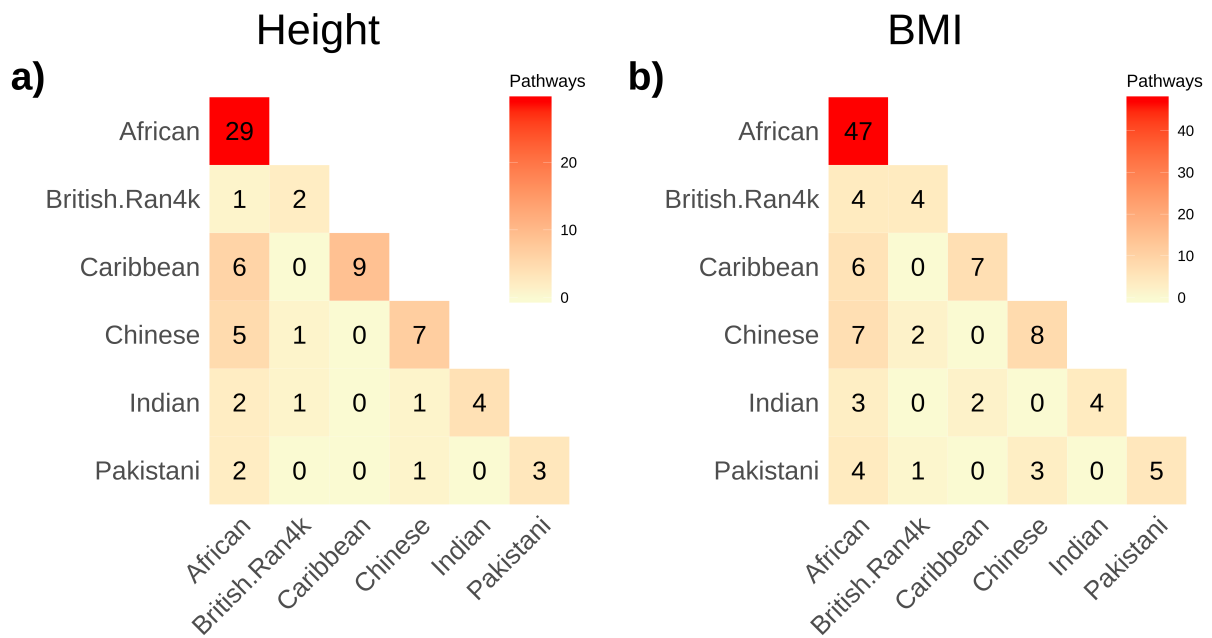 Height
a)
Pathways
20
10
0
African 29
British.Ran4k 1 2
Caribbean 6 0 9
Chinese 5 1 0 7
Indian 2 1 0 1 4
Pakistani 2 0 0 1 0 3
African British.Ran4k Caribbean Chinese Indian Pakistani
BMI
b)
Pathways
40
30
20
10
0
African 47
British.Ran4k 4 4
Caribbean 6 0 7
Chinese 7 2 0 8
Indian 3 0 2 0 4
Pakistani 4 1 0 3 0 5
African British.Ran4k Caribbean Chinese Indian Pakistani